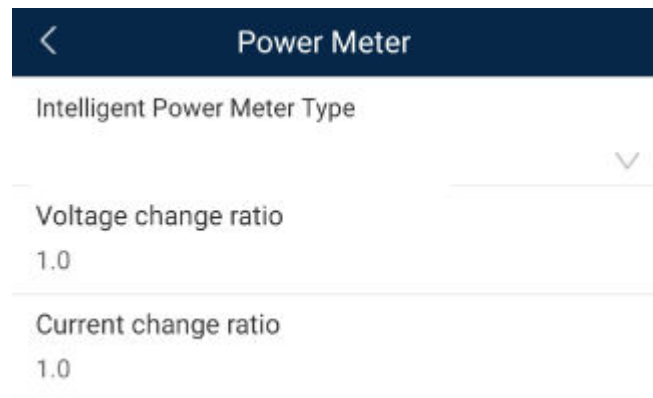 Power Meter
Intelligent Power Meter Type
Voltage change ratio
1.0
Current change ratio
1.0